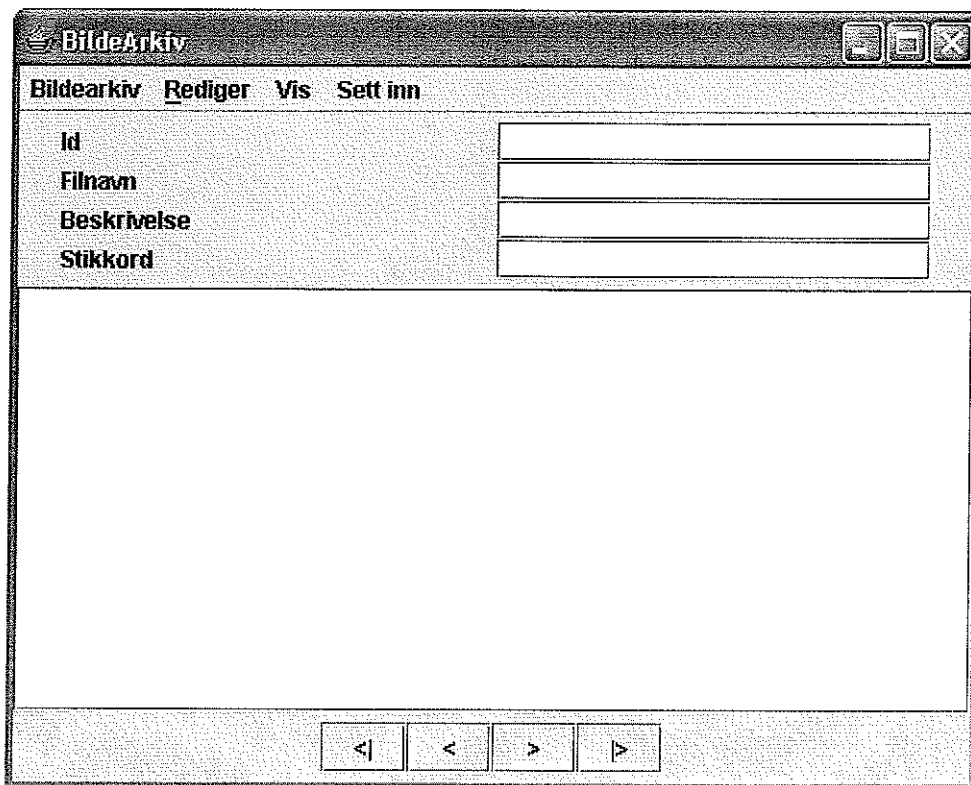 BildeArkiv
Bildearkiv Rediger Vis Sett inn
Id
Filnavn
Beskrivelse
Stikkord
<| < > |>